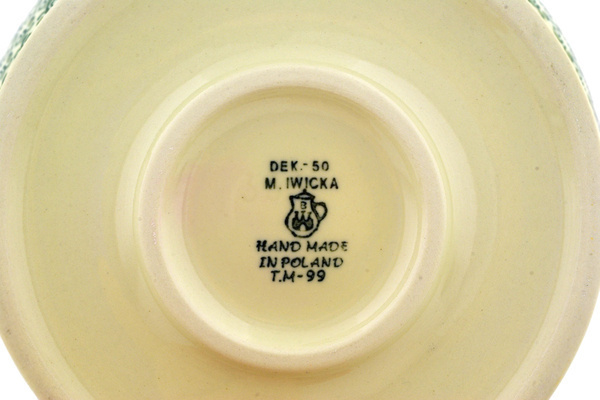 DEK.- 50
M. IWICKA
B
HAND MADE
IN POLAND
T.M-99